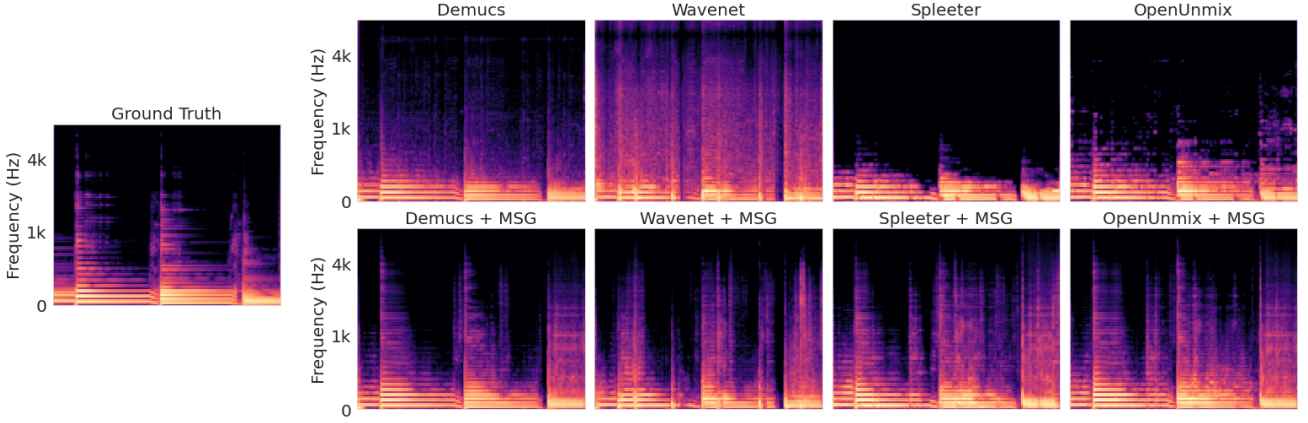 Demucs Wavenet Spleeter OpenUnmix
Frequency (Hz)
4k
1k
0
Ground Truth
Frequency (Hz)
4k
1k
0
Demucs + MSG Wavenet + MSG Spleeter + MSG OpenUnmix + MSG
Frequency (Hz)
4k
1k
0